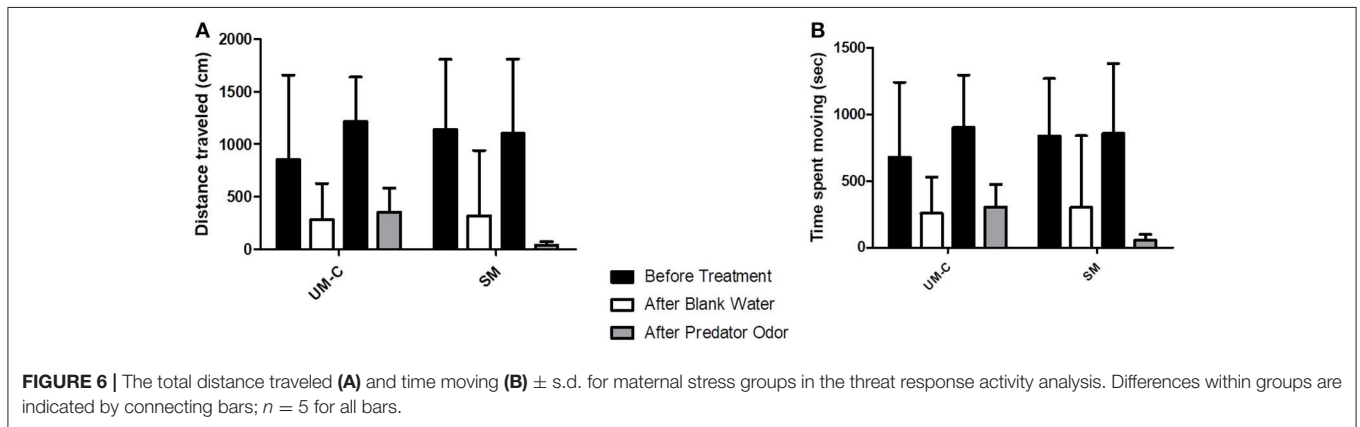 A
Distance traveled (cm)
2000
1500
1000
500
0
UM-C
SM
B
Time spent moving (sec)
1500
1000
500
0
UM-C
SM
Before Treatment
After Blank Water
After Predator Odor
FIGURE 6 | The total distance traveled (A) and time moving (B) ± s.d. for maternal stress groups in the threat response activity analysis. Differences within groups are
indicated by connecting bars; n = 5 for all bars.